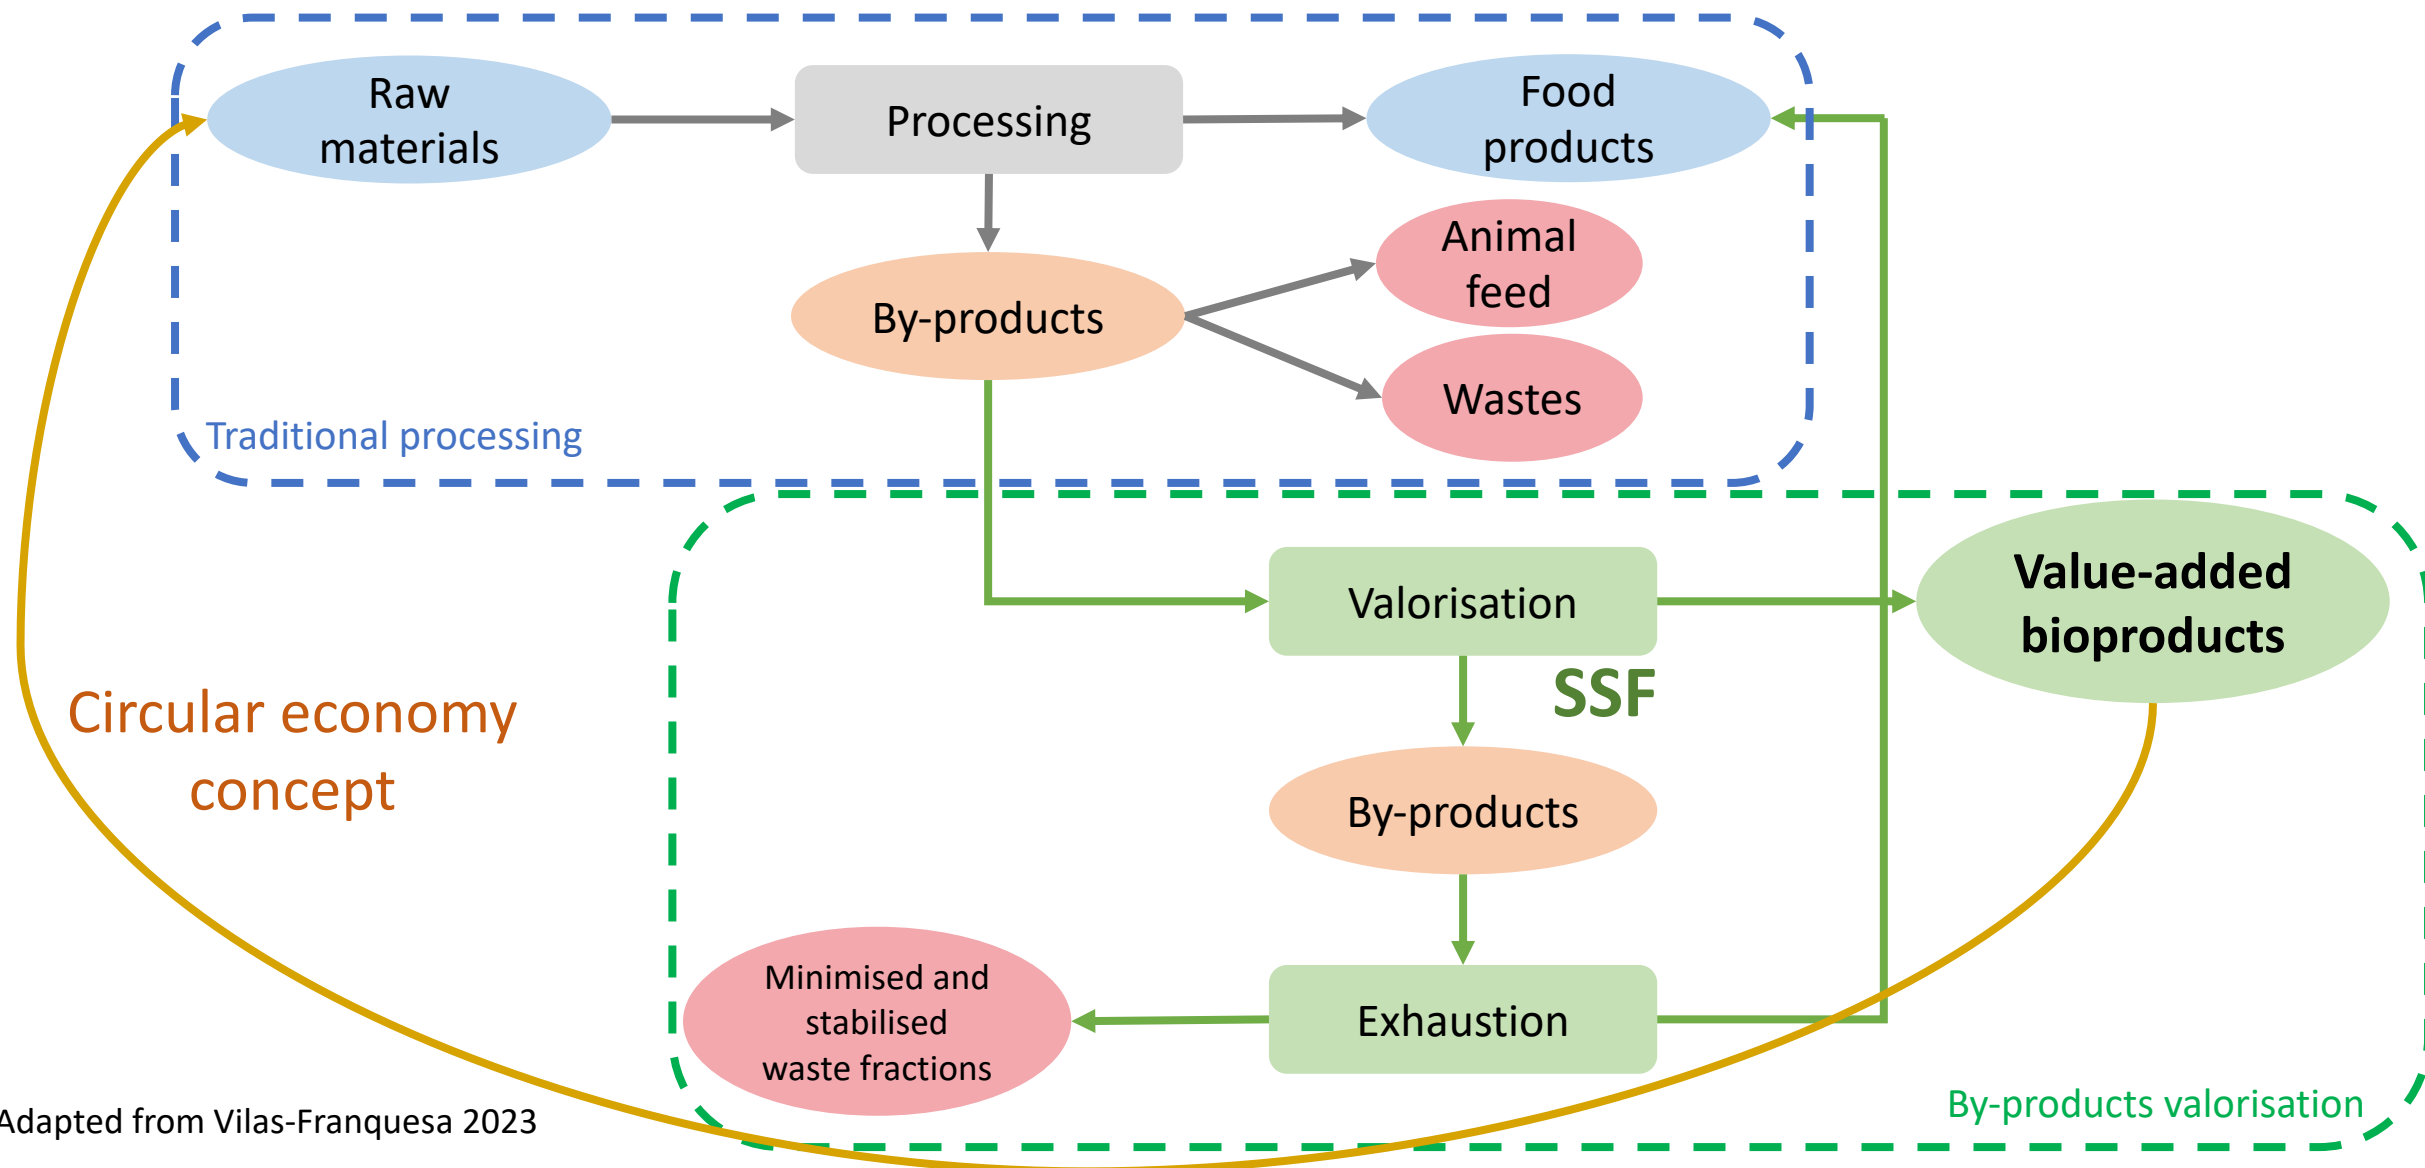 Raw
materials
Processing
Food
products
Animal
feed
By-products
Wastes
Traditional processing
Valorisation
Value-added
bioproducts
SSF
Circular economy
concept
By-products
Minimised and
stabilised
waste fractions
Exhaustion
By-products valorisation
Adapted from Vilas-Franquesa 2023